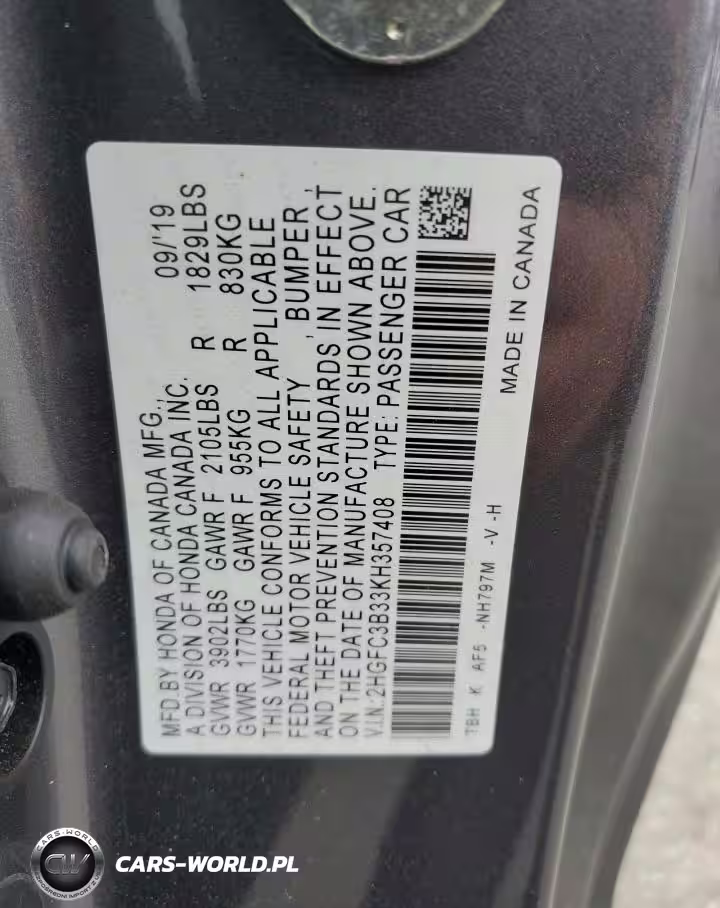 MFD.BY HONDA OF CANADA MFG., 09/'19
A DIVISION OF HONDA CANADA INC.
GVWR 3902LBS GAWR F 2105LBS R 1829LBS
GVWR 1770KG GAWR F 955KG R 830KG
THIS VEHICLE CONFORMS TO ALL APPLICABLE
FEDERAL MOTOR VEHICLE SAFETY , BUMPER ,
AND THEFT PREVENTION STANDARDS, IN EFFECT
ON THE DATE OF MANUFACTURE SHOWN ABOVE.
V.I.N.:2HGFC3B33KH357408 TYPE: PASSENGER CAR
TBH K AF5 -NH797M -V -H
MADE IN CANADA
CARS-WORLD
CW
CARS-WORLD.PL